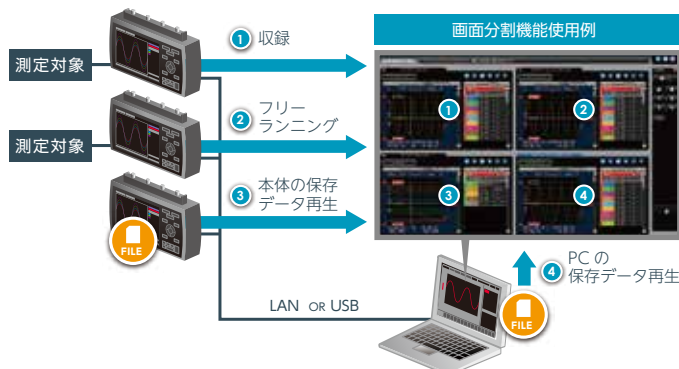 測定対象
測定対象
1 収録
2 フリー
ランニング
3 本体の保存
データ再生
FILE
LAN OR USB
画面分割機能使用例
1
2
3
4
4 PC の
保存データ再生
FILE